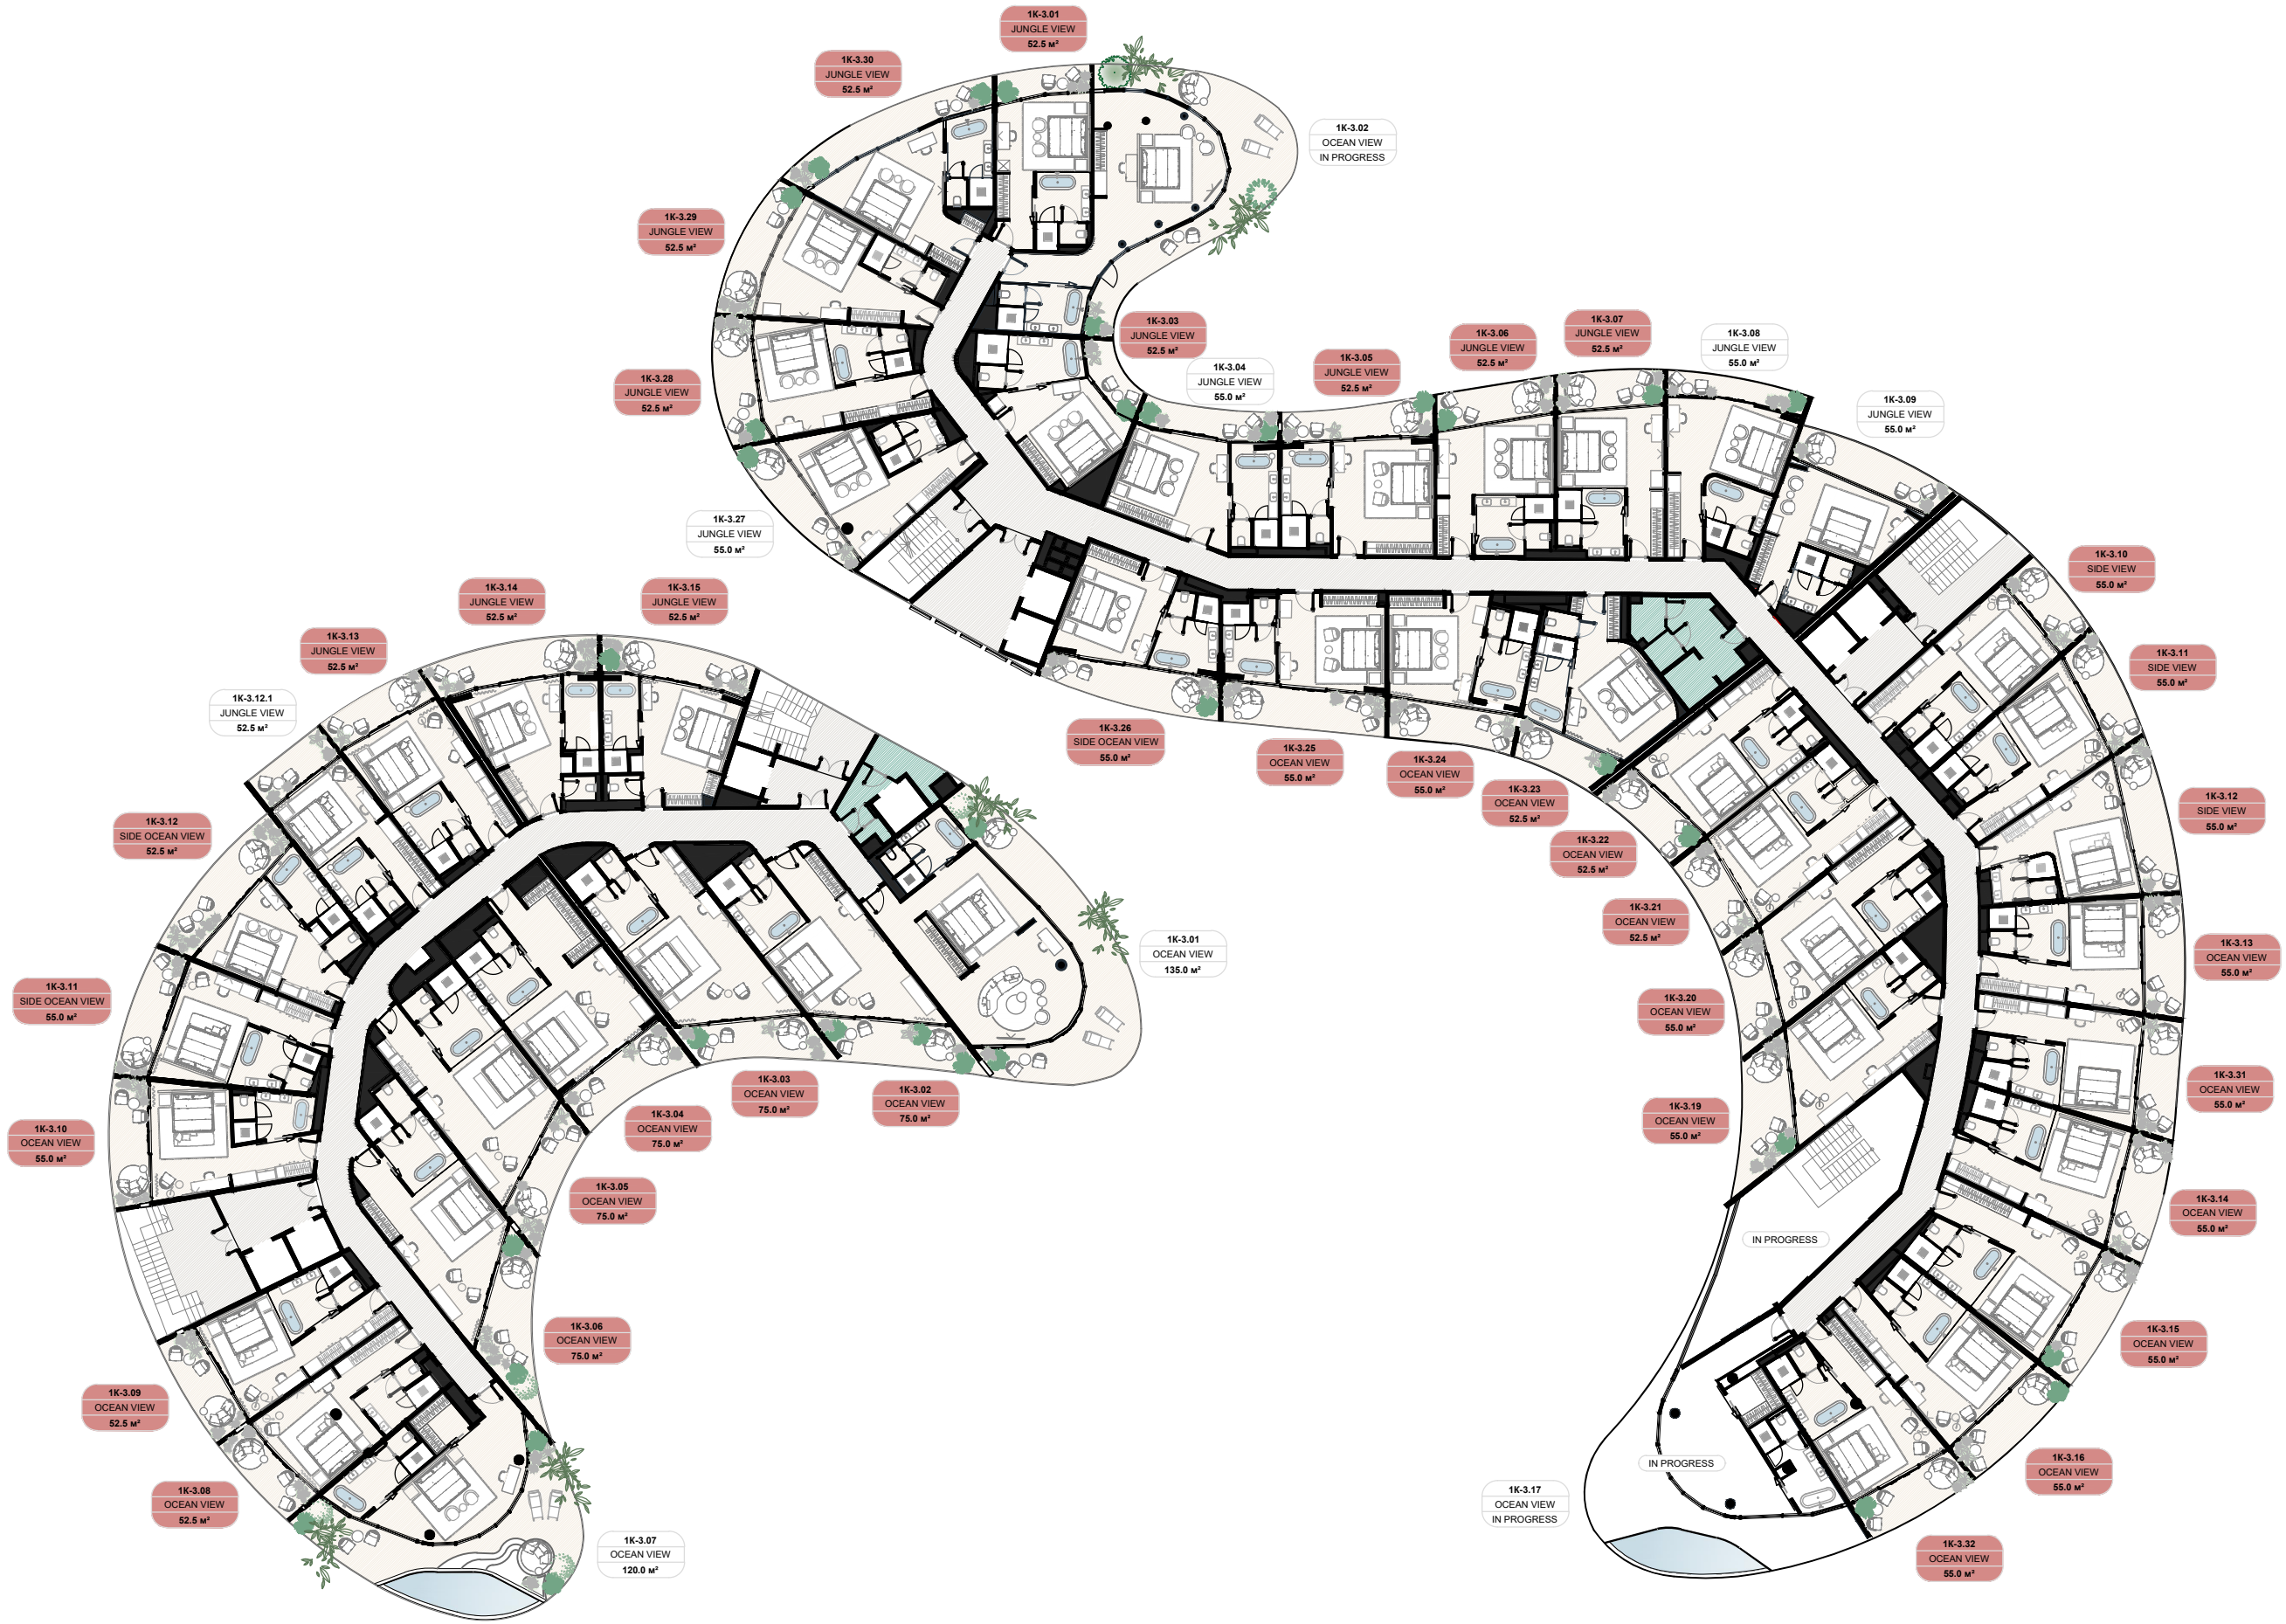 1K-3.01
JUNGLE VIEW
52.5 м²
1K-3.30
JUNGLE VIEW
52.5 м²
1K-3.02
OCEAN VIEW
IN PROGRESS
1K-3.29
JUNGLE VIEW
52.5 м²
1K-3.03
JUNGLE VIEW
52.5 м²
1K-3.04
JUNGLE VIEW
55.0 м²
1K-3.05
JUNGLE VIEW
52.5 м²
1K-3.06
JUNGLE VIEW
52.5 м²
1K-3.07
JUNGLE VIEW
52.5 м²
1K-3.08
JUNGLE VIEW
55.0 м²
1K-3.28
JUNGLE VIEW
52.5 м²
1K-3.09
JUNGLE VIEW
55.0 м²
1K-3.27
JUNGLE VIEW
55.0 м²
1K-3.10
SIDE VIEW
55.0 м²
1K-3.14
JUNGLE VIEW
52.5 м²
1K-3.15
JUNGLE VIEW
52.5 м²
1K-3.13
JUNGLE VIEW
52.5 м²
1K-3.11
SIDE VIEW
55.0 м²
1K-3.12.1
JUNGLE VIEW
52.5 м²
1K-3.26
SIDE OCEAN VIEW
55.0 м²
1K-3.25
OCEAN VIEW
55.0 м²
1K-3.24
OCEAN VIEW
55.0 м²
1K-3.23
OCEAN VIEW
52.5 м²
1K-3.12
SIDE VIEW
55.0 м²
1K-3.12
SIDE OCEAN VIEW
52.5 м²
1K-3.22
OCEAN VIEW
52.5 м²
1K-3.21
OCEAN VIEW
52.5 м²
1K-3.01
OCEAN VIEW
135.0 м²
1K-3.13
OCEAN VIEW
55.0 м²
1K-3.11
SIDE OCEAN VIEW
55.0 м²
1K-3.20
OCEAN VIEW
55.0 м²
1K-3.03
OCEAN VIEW
75.0 м²
1K-3.02
OCEAN VIEW
75.0 м²
1K-3.31
OCEAN VIEW
55.0 м²
1K-3.04
OCEAN VIEW
75.0 м²
1K-3.19
OCEAN VIEW
55.0 м²
1K-3.10
OCEAN VIEW
55.0 м²
1K-3.05
OCEAN VIEW
75.0 м²
1K-3.14
OCEAN VIEW
55.0 м²
IN PROGRESS
1K-3.06
OCEAN VIEW
75.0 м²
1K-3.15
OCEAN VIEW
55.0 м²
1K-3.09
OCEAN VIEW
52.5 м²
IN PROGRESS
1K-3.16
OCEAN VIEW
55.0 м²
1K-3.08
OCEAN VIEW
52.5 м²
1K-3.17
OCEAN VIEW
IN PROGRESS
1K-3.07
OCEAN VIEW
120.0 м²
1K-3.32
OCEAN VIEW
55.0 м²